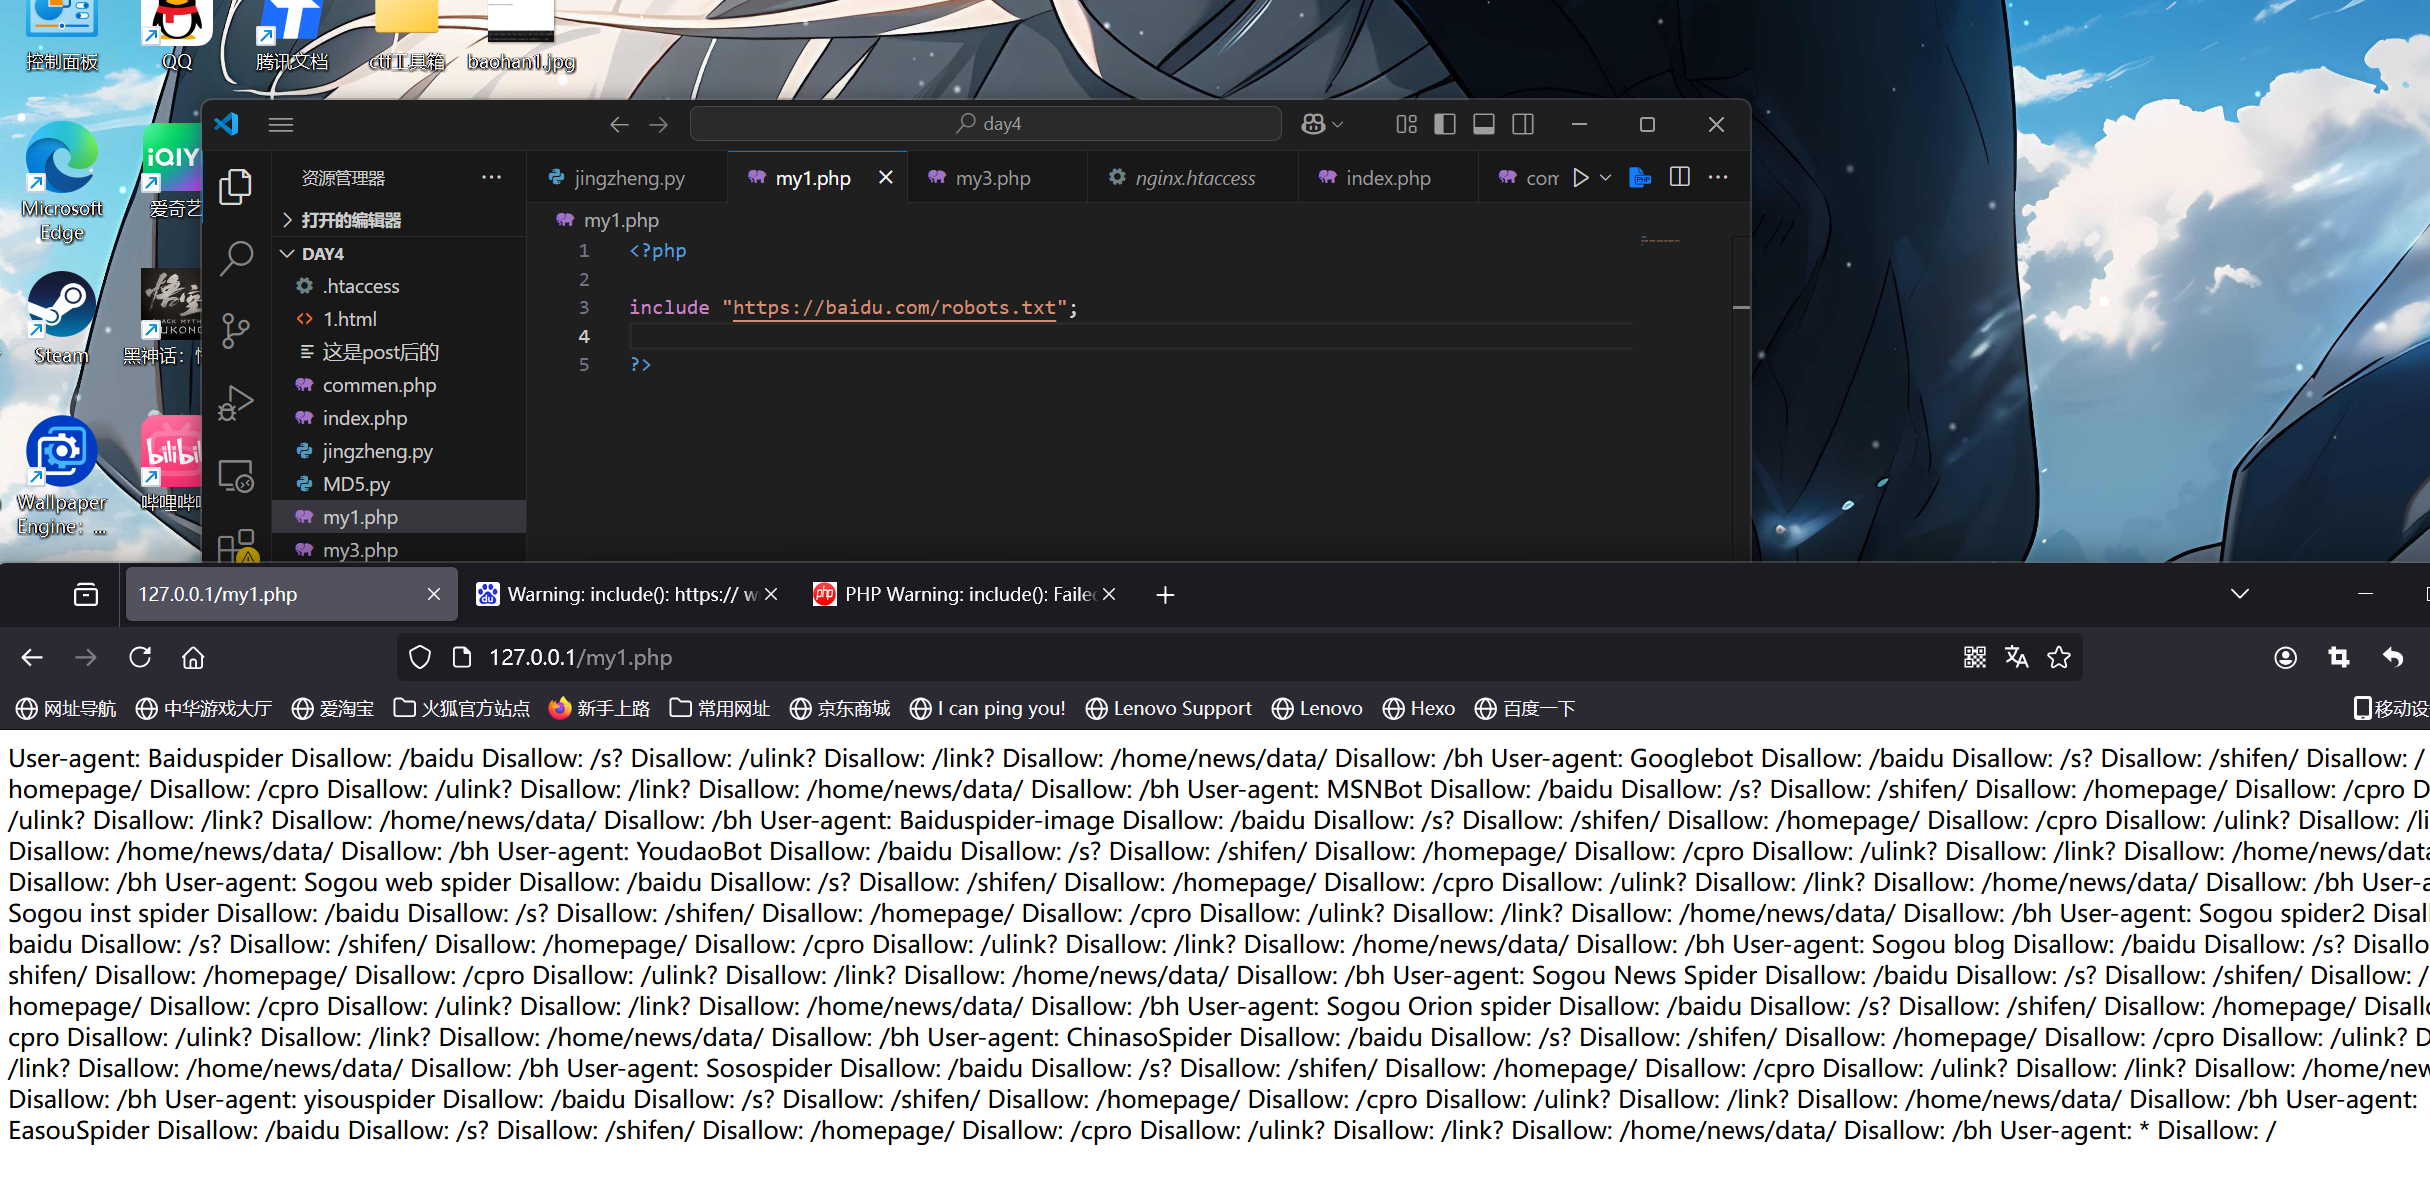 控制面板
QQ
腾讯文档
ctf工具箱
baohan1.jpg
Microsoft Edge
爱奇艺
Steam
黑神话：
Wallpaper Engine： ...
哔哩哔
day4
资源管理器
打开的编辑器
DAY4
.htaccess
1.html
这是post后的
commen.php
index.php
jingzheng.py
MD5.py
my1.php
my3.php
jingzheng.py
my1.php
my3.php
nginx.htaccess
index.php
com
my1.php
1 <?php
2
3 include "https://baidu.com/robots.txt";
4
5 ?>
127.0.0.1/my1.php
Warning: include(): https:// w
PHP Warning: include(): Failed
127.0.0.1/my1.php
网址导航 中华游戏大厅 爱淘宝 火狐官方站点 新手上路 常用网址 京东商城 I can ping you! Lenovo Support Lenovo Hexo 百度一下 移动设
User-agent: Baiduspider Disallow: /baidu Disallow: /s? Disallow: /ulink? Disallow: /link? Disallow: /home/news/data/ Disallow: /bh User-agent: Googlebot Disallow: /baidu Disallow: /s? Disallow: /shifen/ Disallow: /
homepage/ Disallow: /cpro Disallow: /ulink? Disallow: /link? Disallow: /home/news/data/ Disallow: /bh User-agent: MSNBot Disallow: /baidu Disallow: /s? Disallow: /shifen/ Disallow: /homepage/ Disallow: /cpro D
/ulink? Disallow: /link? Disallow: /home/news/data/ Disallow: /bh User-agent: Baiduspider-image Disallow: /baidu Disallow: /s? Disallow: /shifen/ Disallow: /homepage/ Disallow: /cpro Disallow: /ulink? Disallow: /li
Disallow: /home/news/data/ Disallow: /bh User-agent: YoudaoBot Disallow: /baidu Disallow: /s? Disallow: /shifen/ Disallow: /homepage/ Disallow: /cpro Disallow: /ulink? Disallow: /link? Disallow: /home/news/data
Disallow: /bh User-agent: Sogou web spider Disallow: /baidu Disallow: /s? Disallow: /shifen/ Disallow: /homepage/ Disallow: /cpro Disallow: /ulink? Disallow: /link? Disallow: /home/news/data/ Disallow: /bh User-a
Sogou inst spider Disallow: /baidu Disallow: /s? Disallow: /shifen/ Disallow: /homepage/ Disallow: /cpro Disallow: /ulink? Disallow: /link? Disallow: /home/news/data/ Disallow: /bh User-agent: Sogou spider2 Disall
baidu Disallow: /s? Disallow: /shifen/ Disallow: /homepage/ Disallow: /cpro Disallow: /ulink? Disallow: /link? Disallow: /home/news/data/ Disallow: /bh User-agent: Sogou blog Disallow: /baidu Disallow: /s? Disallo
shifen/ Disallow: /homepage/ Disallow: /cpro Disallow: /ulink? Disallow: /link? Disallow: /home/news/data/ Disallow: /bh User-agent: Sogou News Spider Disallow: /baidu Disallow: /s? Disallow: /shifen/ Disallow: /
homepage/ Disallow: /cpro Disallow: /ulink? Disallow: /link? Disallow: /home/news/data/ Disallow: /bh User-agent: Sogou Orion spider Disallow: /baidu Disallow: /s? Disallow: /shifen/ Disallow: /homepage/ Disallo
cpro Disallow: /ulink? Disallow: /link? Disallow: /home/news/data/ Disallow: /bh User-agent: ChinasoSpider Disallow: /baidu Disallow: /s? Disallow: /shifen/ Disallow: /homepage/ Disallow: /cpro Disallow: /ulink? D
/link? Disallow: /home/news/data/ Disallow: /bh User-agent: Sosospider Disallow: /baidu Disallow: /s? Disallow: /shifen/ Disallow: /homepage/ Disallow: /cpro Disallow: /ulink? Disallow: /link? Disallow: /home/new
Disallow: /bh User-agent: yisouspider Disallow: /baidu Disallow: /s? Disallow: /shifen/ Disallow: /homepage/ Disallow: /cpro Disallow: /ulink? Disallow: /link? Disallow: /home/news/data/ Disallow: /bh User-agent:
EasouSpider Disallow: /baidu Disallow: /s? Disallow: /shifen/ Disallow: /homepage/ Disallow: /cpro Disallow: /ulink? Disallow: /link? Disallow: /home/news/data/ Disallow: /bh User-agent: * Disallow: /